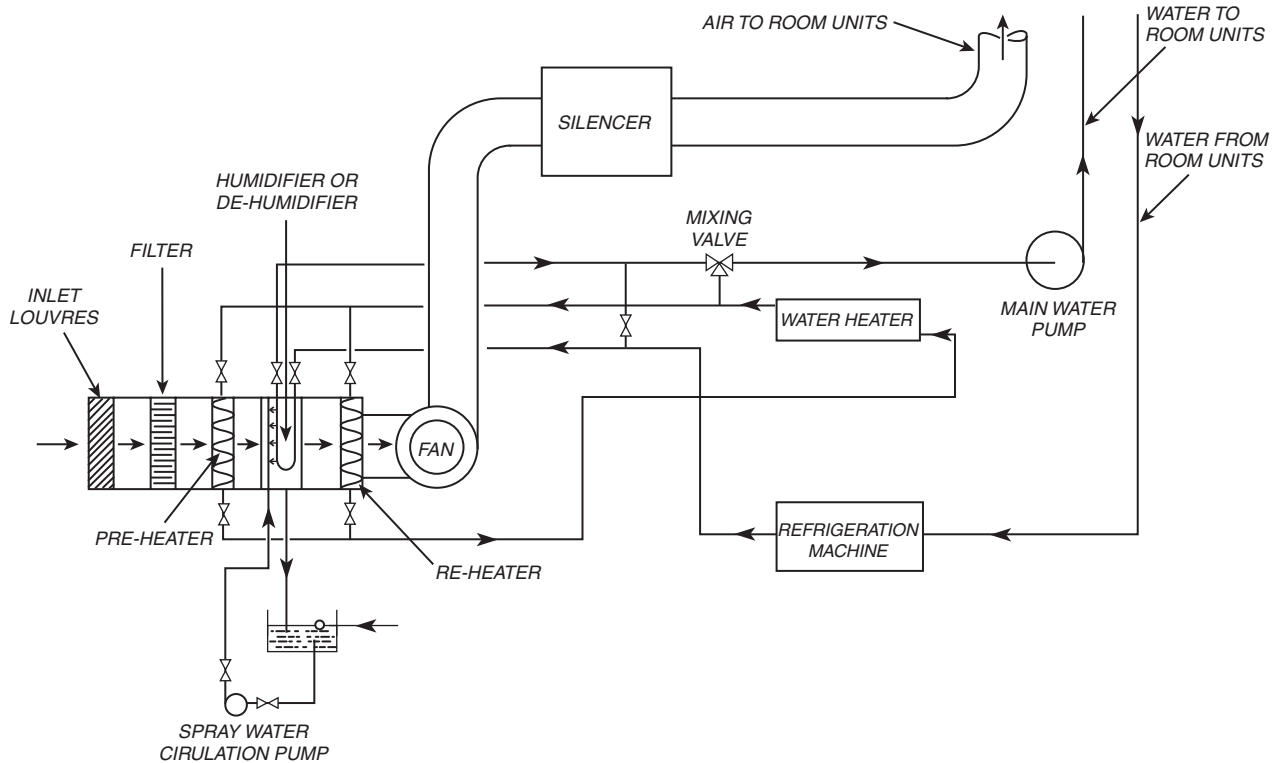 AIR TO ROOM UNITS
WATER TO
ROOM UNITS
SILENCER
WATER FROM
ROOM UNITS
HUMIDIFIER OR
DE-HUMIDIFIER
MIXING
VALVE
FILTER
INLET
LOUVRES
WATER HEATER
MAIN WATER
PUMP
FAN
PRE-HEATER
REFRIGERATION
MACHINE
RE-HEATER
SPRAY WATER
CIRULATION PUMP